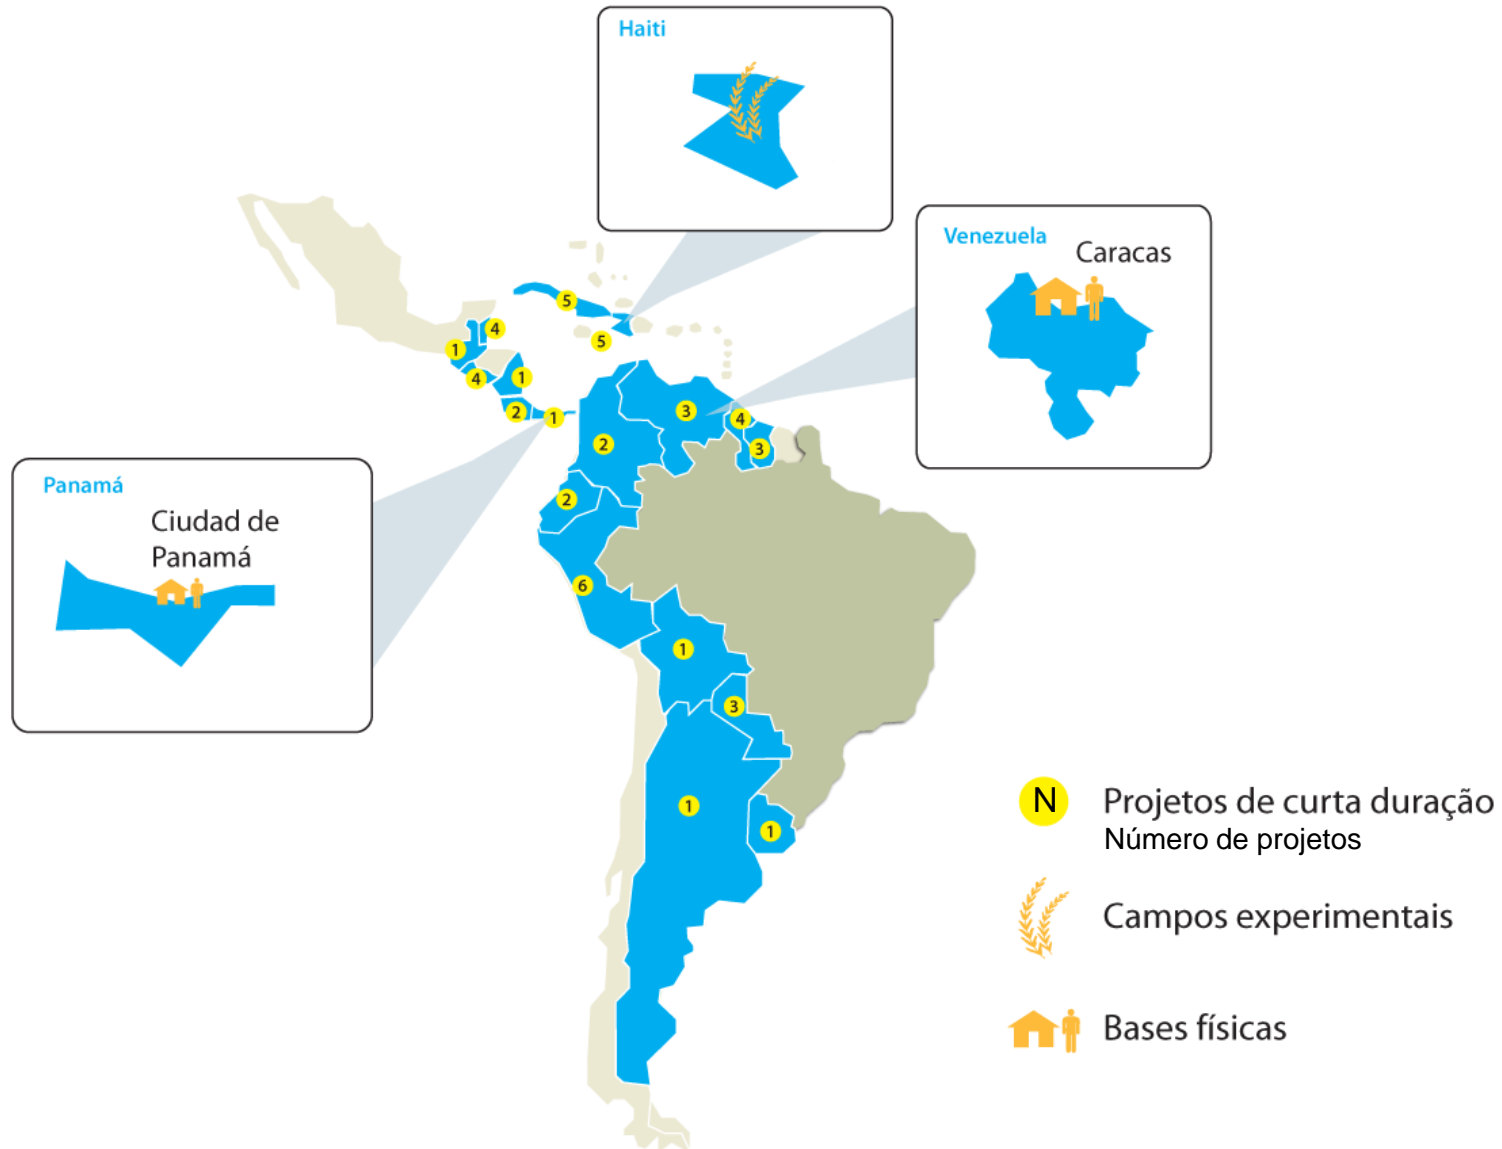 Haiti
Venezuela
Caracas
5
4
5
1
4
1
2
1
3
4
3
2
2
Panamá
Ciudad de
Panamá
6
1
3
1
1
N
Projetos de curta duração
Número de projetos
Campos experimentais
Bases físicas